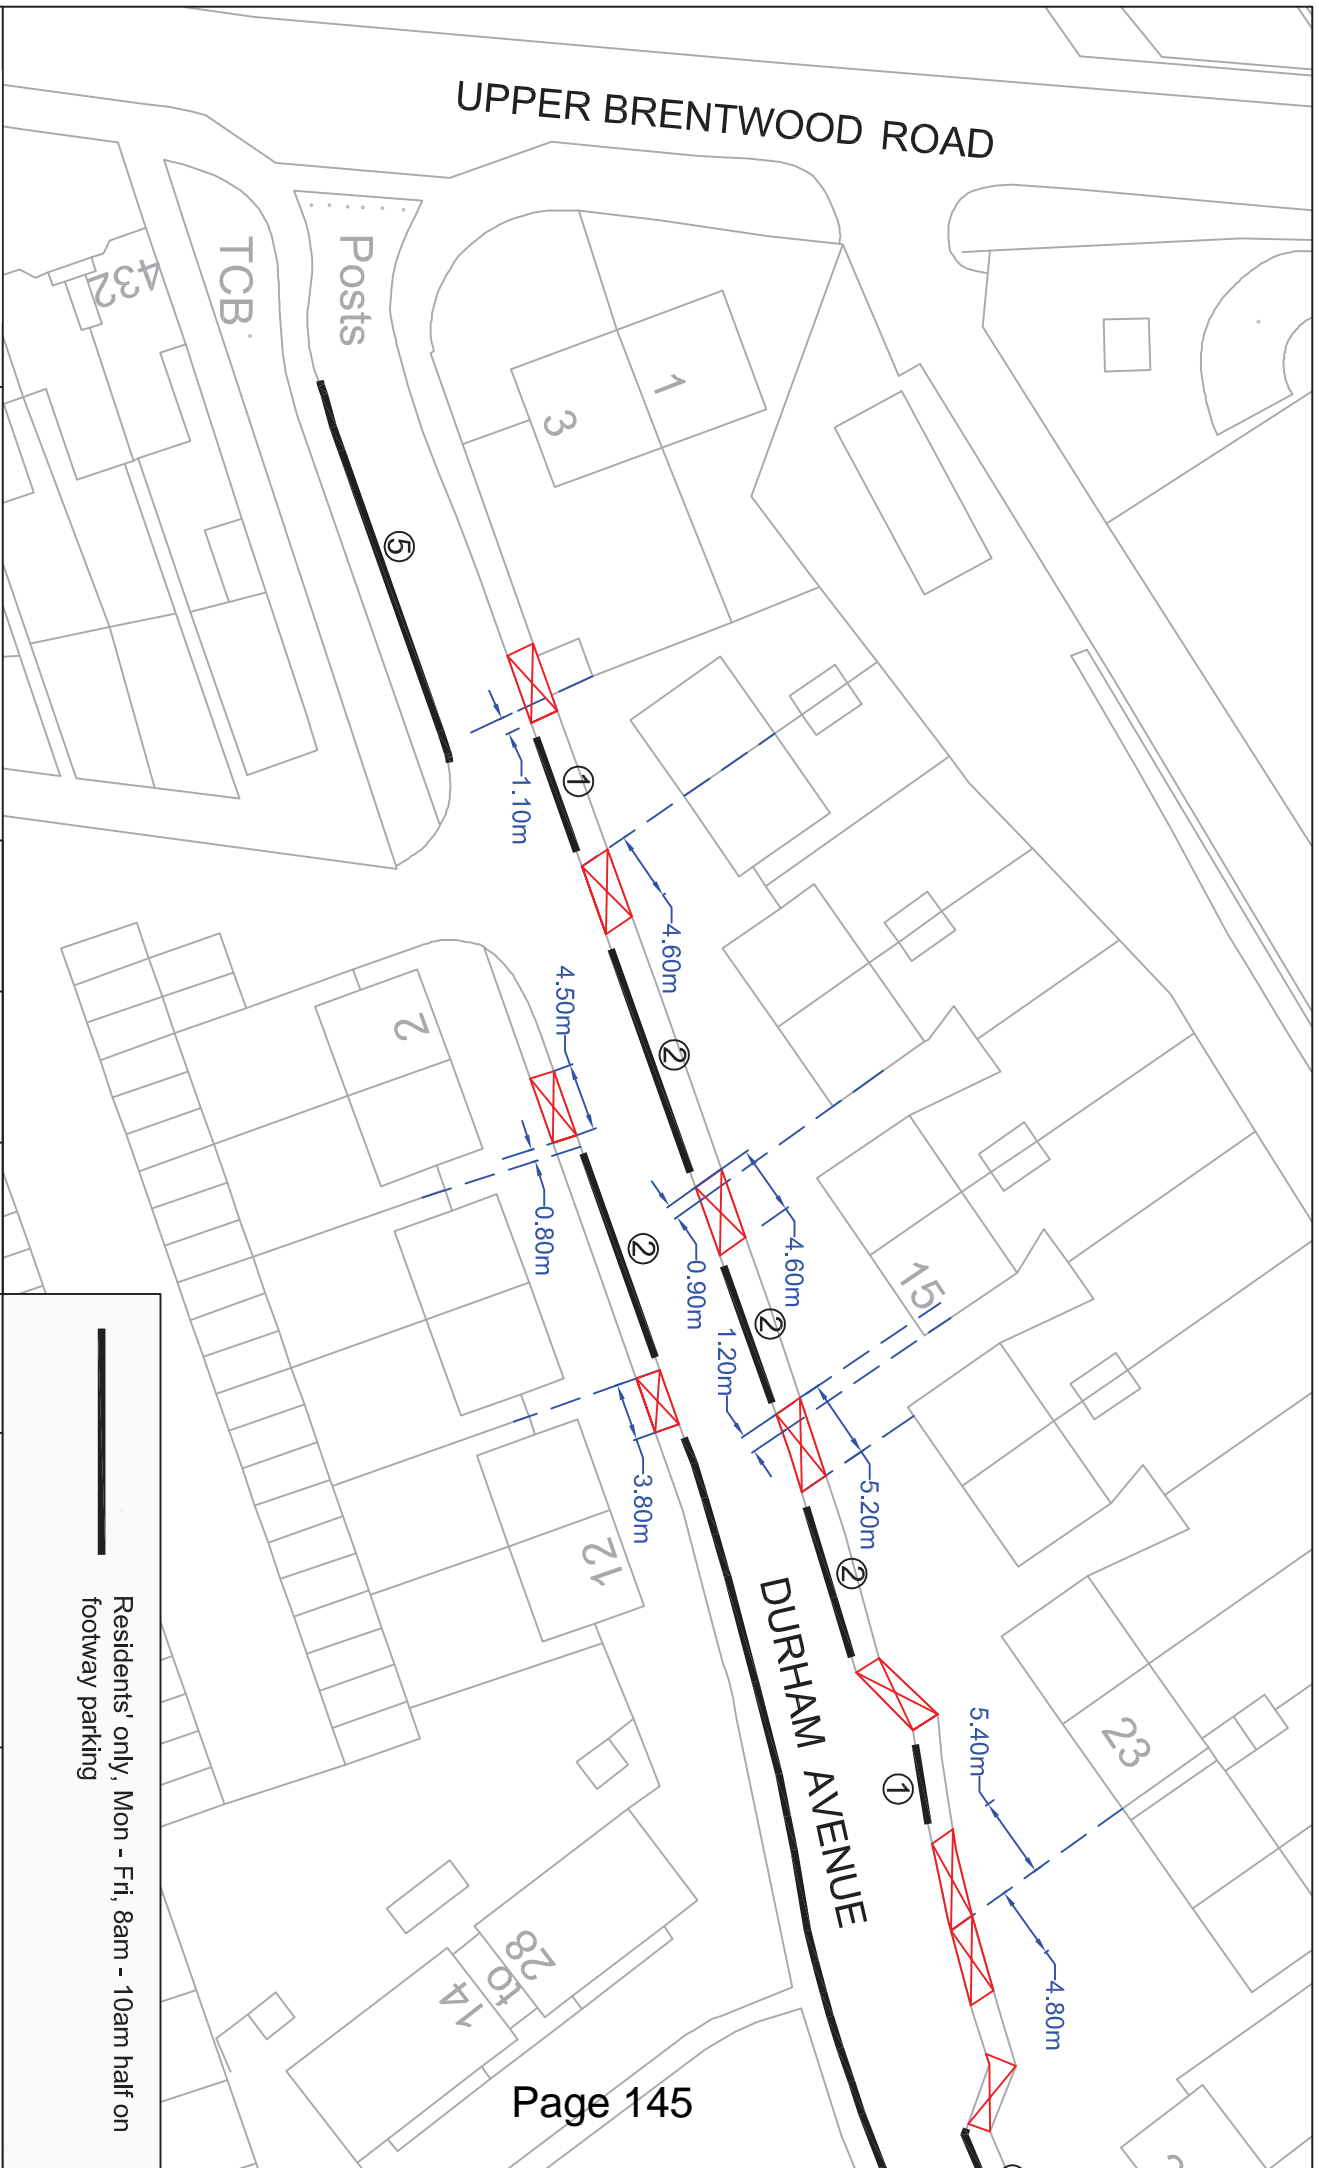 UPPER BRENTWOOD ROAD
Posts
TCB
432
1
3
⑤
①
1.10m
4.60m
②
2
4.50m
0.80m
②
4.60m
0.90m
②
15
1.20m
5.20m
3.80m
12
②
DURHAM AVENUE
①
5.40m
23
4.80m
14
to
28
Residents' only, Mon - Fri, 8am - 10am half on
footway parking
Page 145